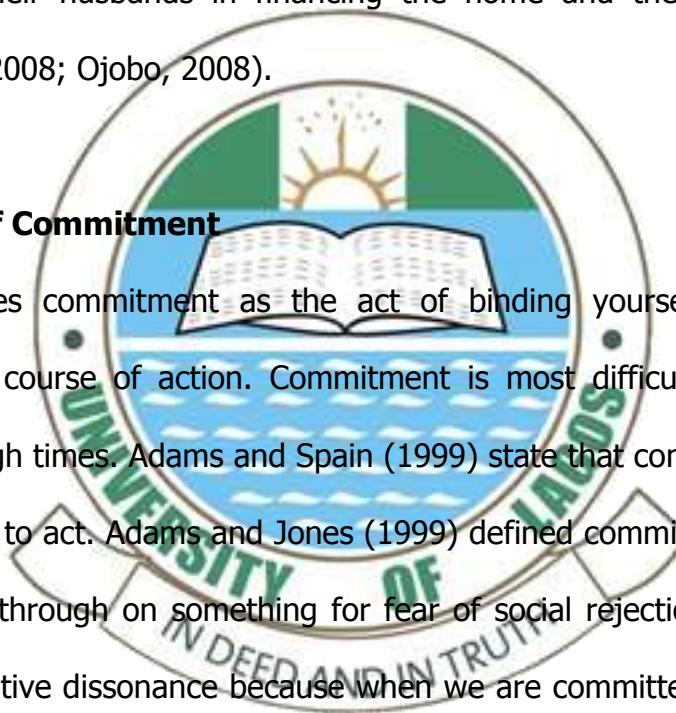 eir husbands in financing the home and the
2008; Ojobo, 2008).
f Commitment
es commitment as the act of binding yourse
course of action. Commitment is most difficu
gh times. Adams and Spain (1999) state that con
to act. Adams and Jones (1999) defined commi
through on something for fear of social rejectio
tive dissonance because when we are committe
UNIVERSITY OF LAGOS
IN DEED AND IN TRUTH